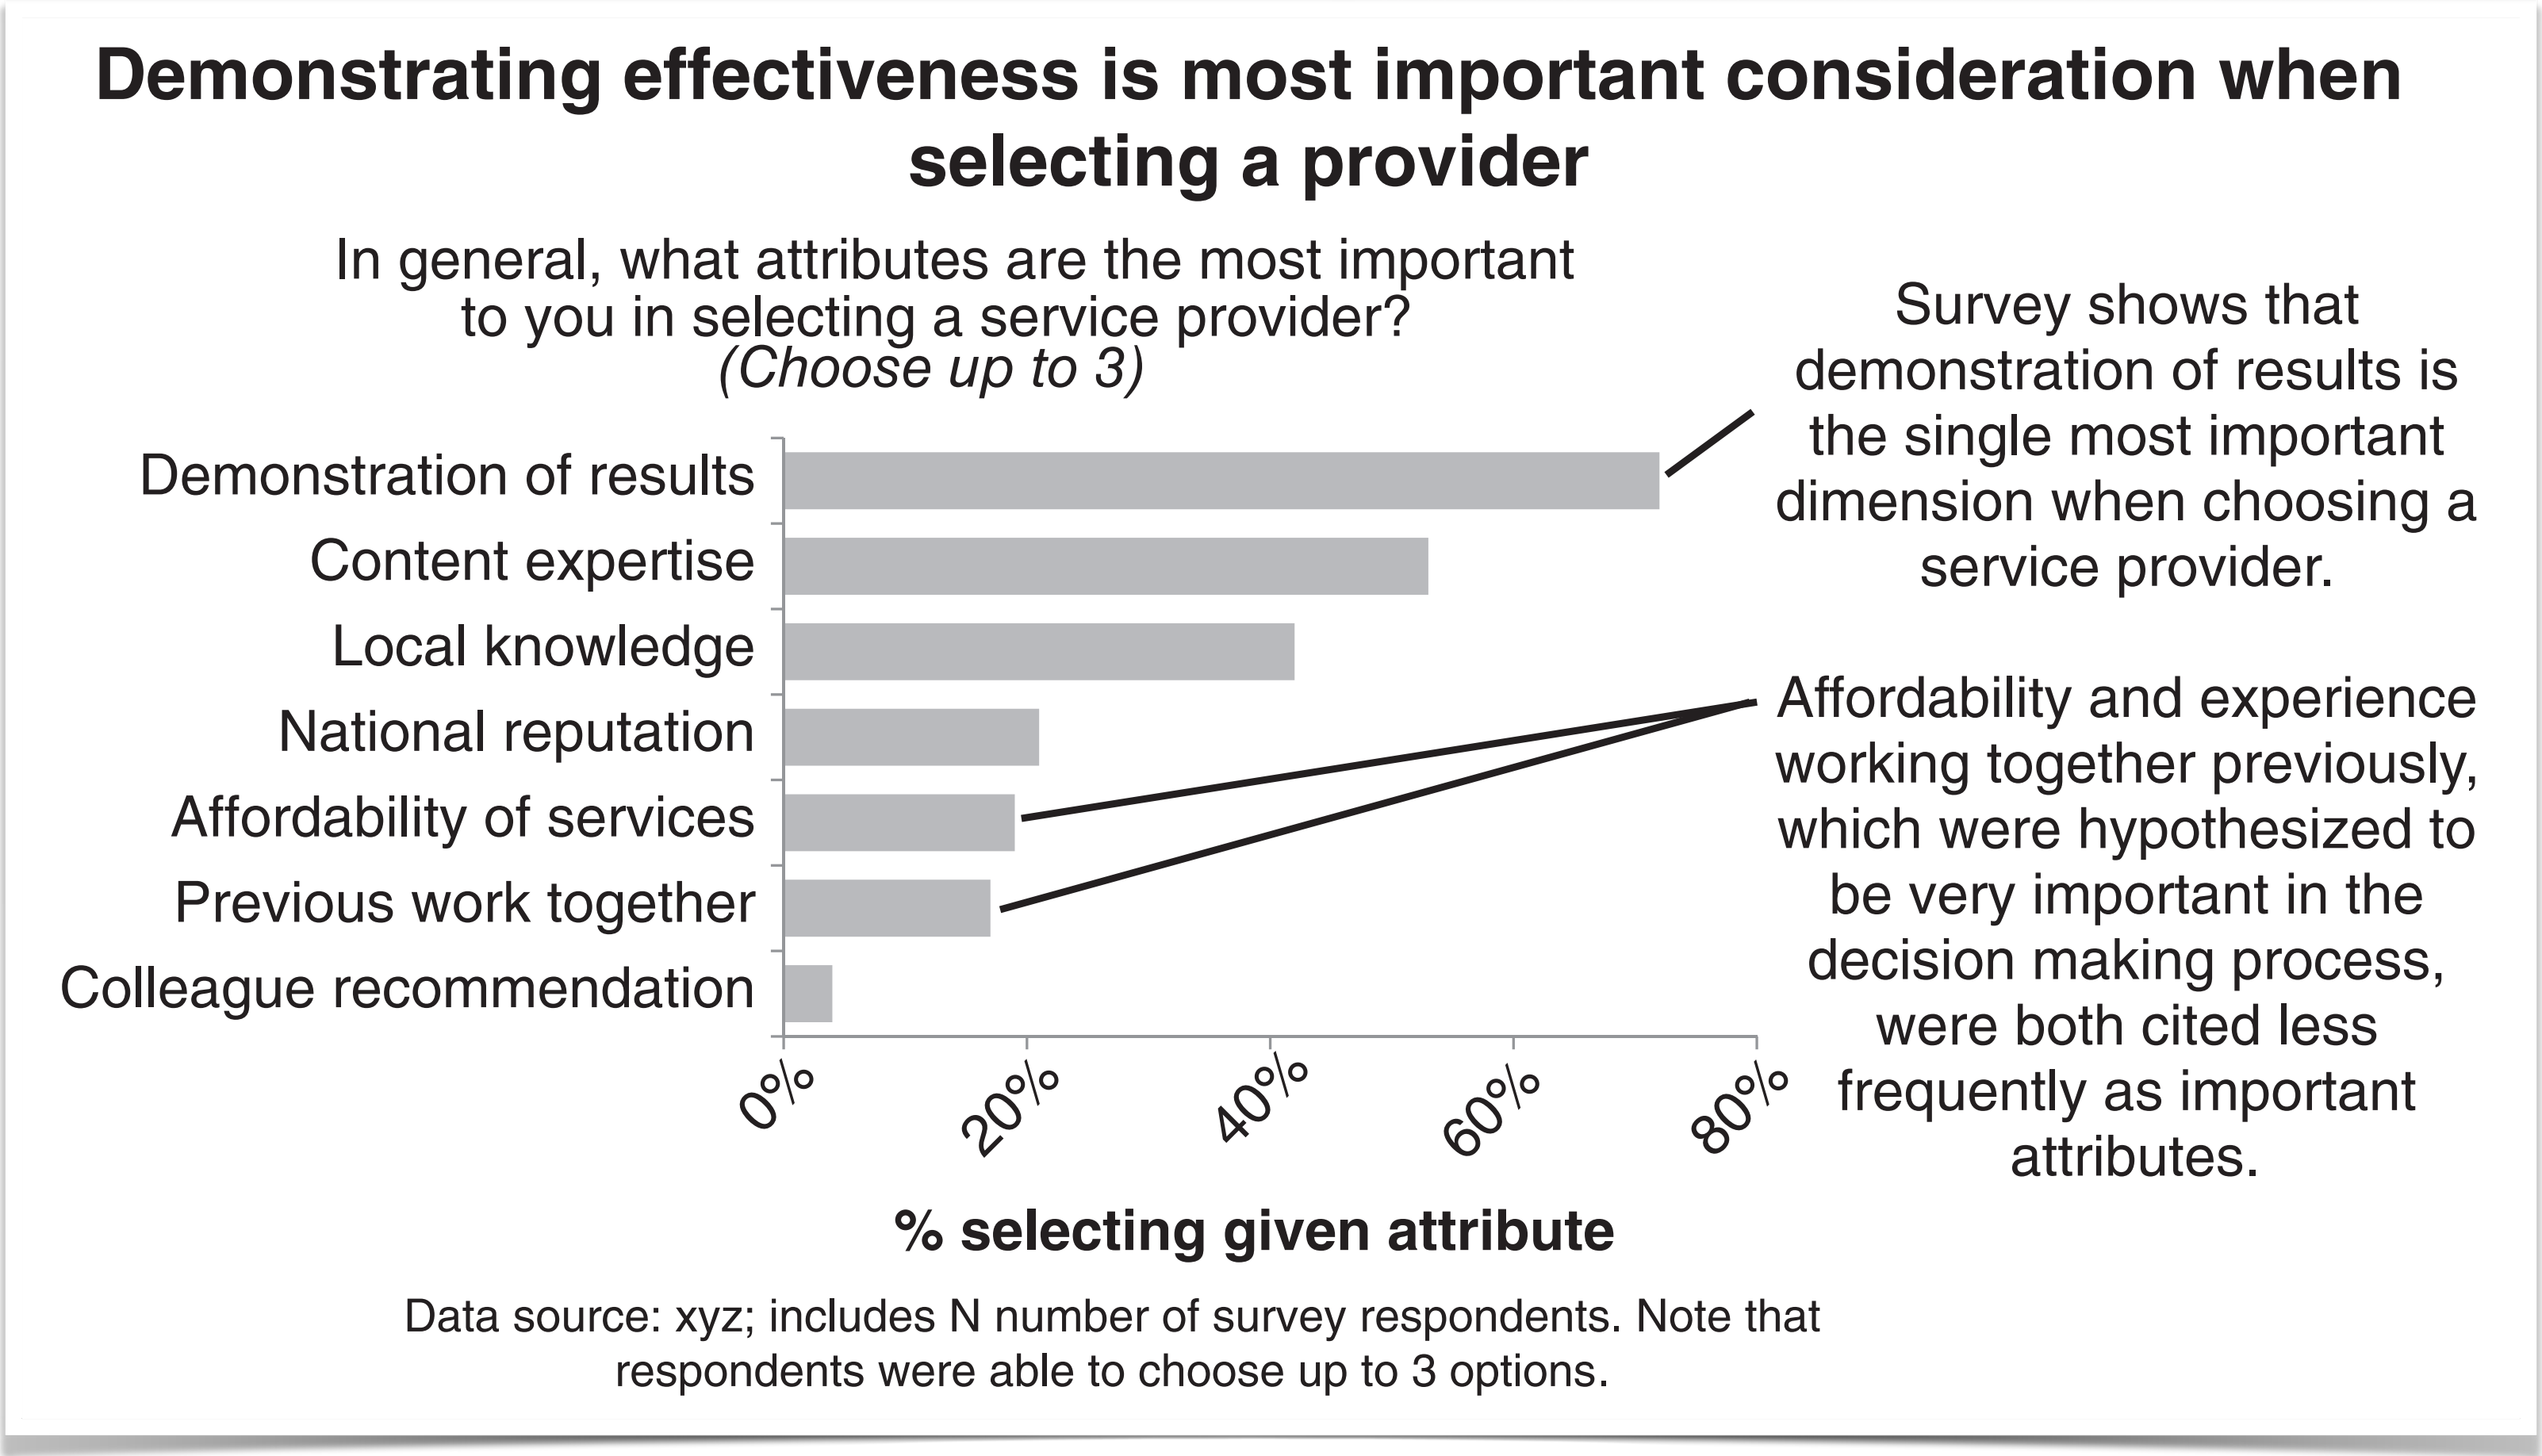 Demonstrating effectiveness is most important consideration when
selecting a provider
In general, what attributes are the most important
to you in selecting a service provider?
(Choose up to 3)
Survey shows that
demonstration of results is
the single most important
dimension when choosing a
service provider.
Demonstration of results
Content expertise
Local knowledge
National reputation
Affordability of services
Previous work together
Colleague recommendation
Affordability and experience
working together previously,
which were hypothesized to
be very important in the
decision making process,
were both cited less
frequently as important
attributes.
0%
20%
40%
60%
80%
% selecting given attribute
Data source: xyz; includes N number of survey respondents. Note that
respondents were able to choose up to 3 options.